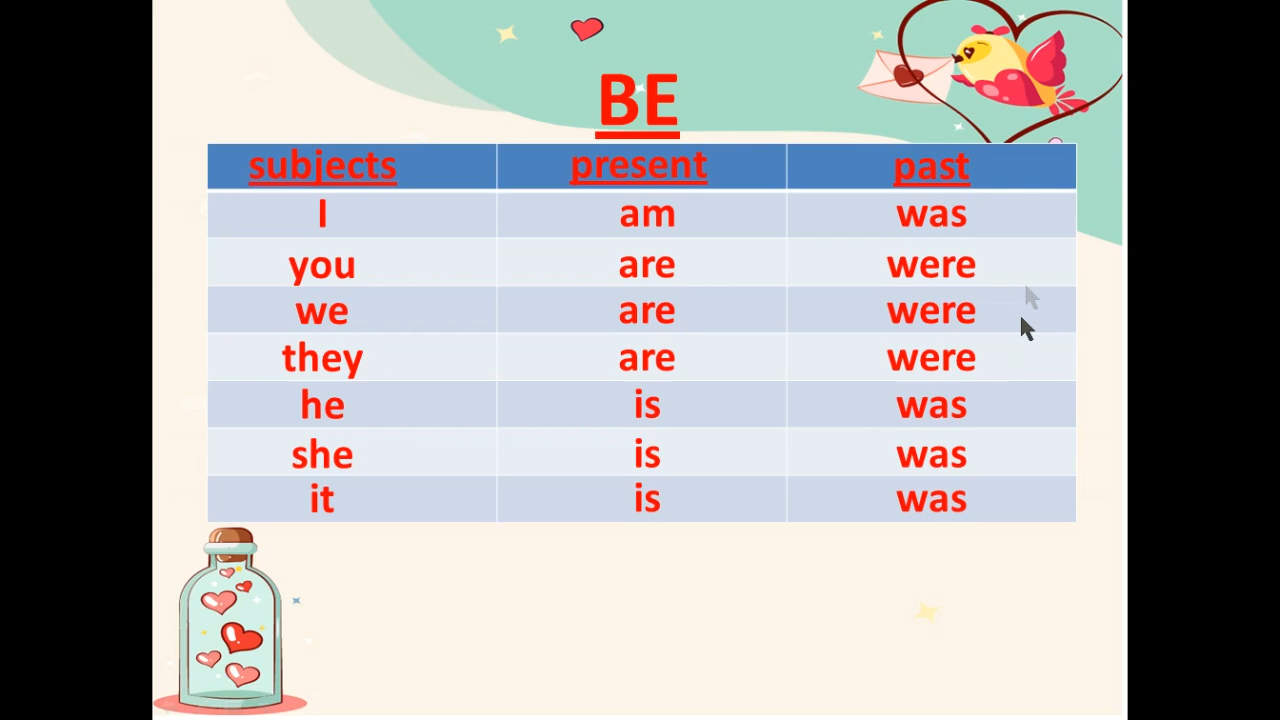 BE
subjects present past
I am was
you are were
we are were
they are were
he is was
she is was
it is was